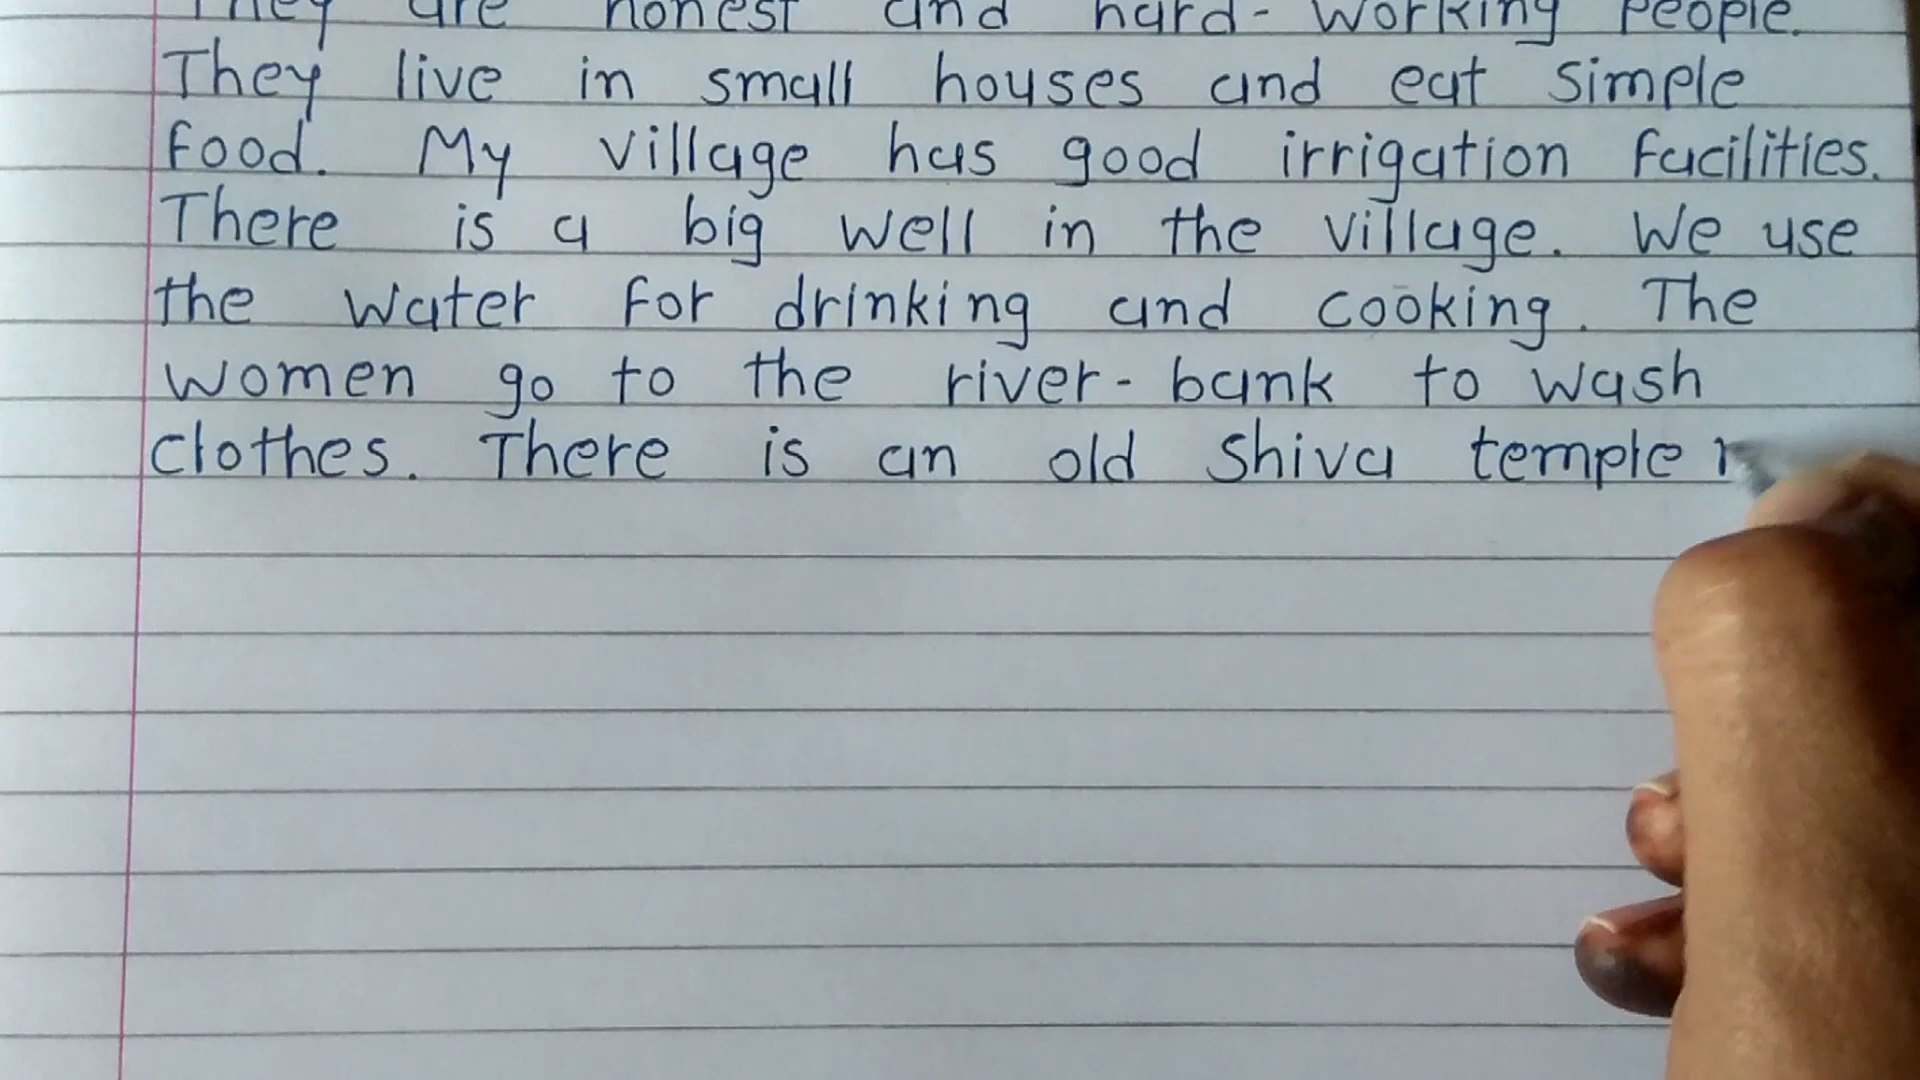 They are honest and hard-working people.
They live in small houses and eat simple
food. My village has good irrigation facilities.
There is a big well in the village. We use
the water for drinking and cooking. The
women go to the river-bank to wash
clothes. There is an old Shiva temple